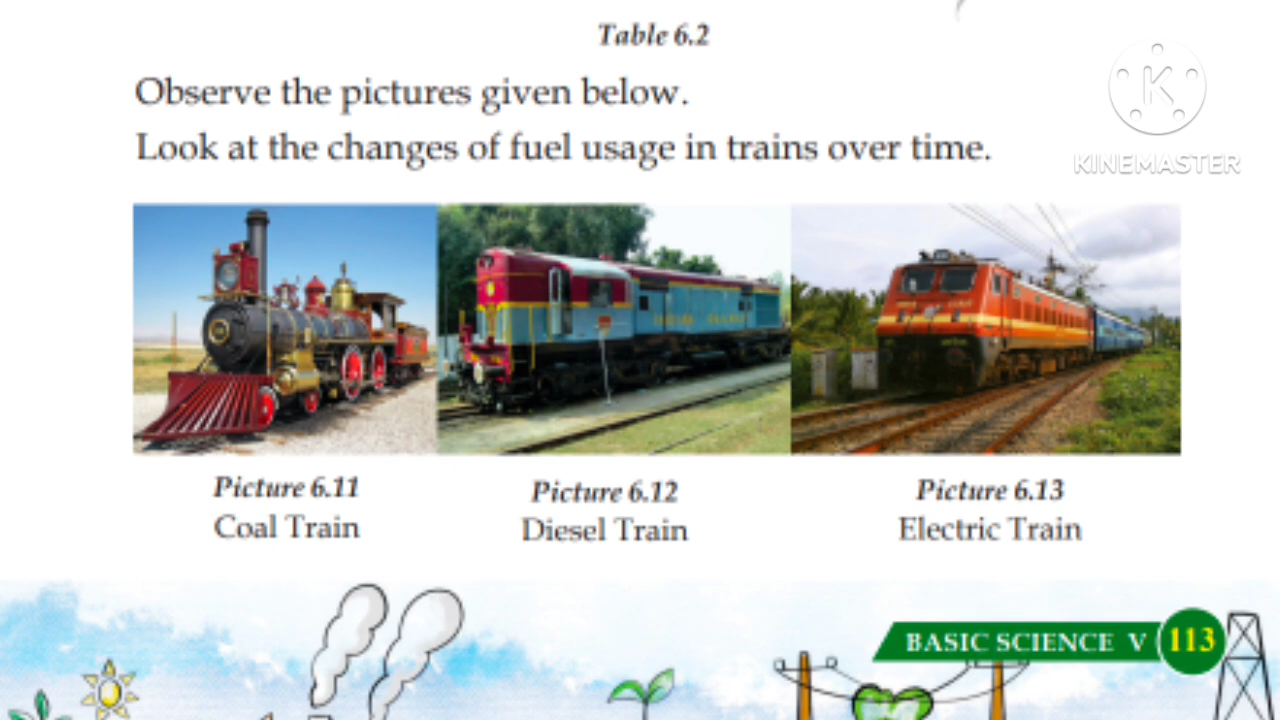 Table 6.2
Observe the pictures given below.
Look at the changes of fuel usage in trains over time.
KINEMASTER
Picture 6.11
Coal Train
Picture 6.12
Diesel Train
Picture 6.13
Electric Train
BASIC SCIENCE V 113